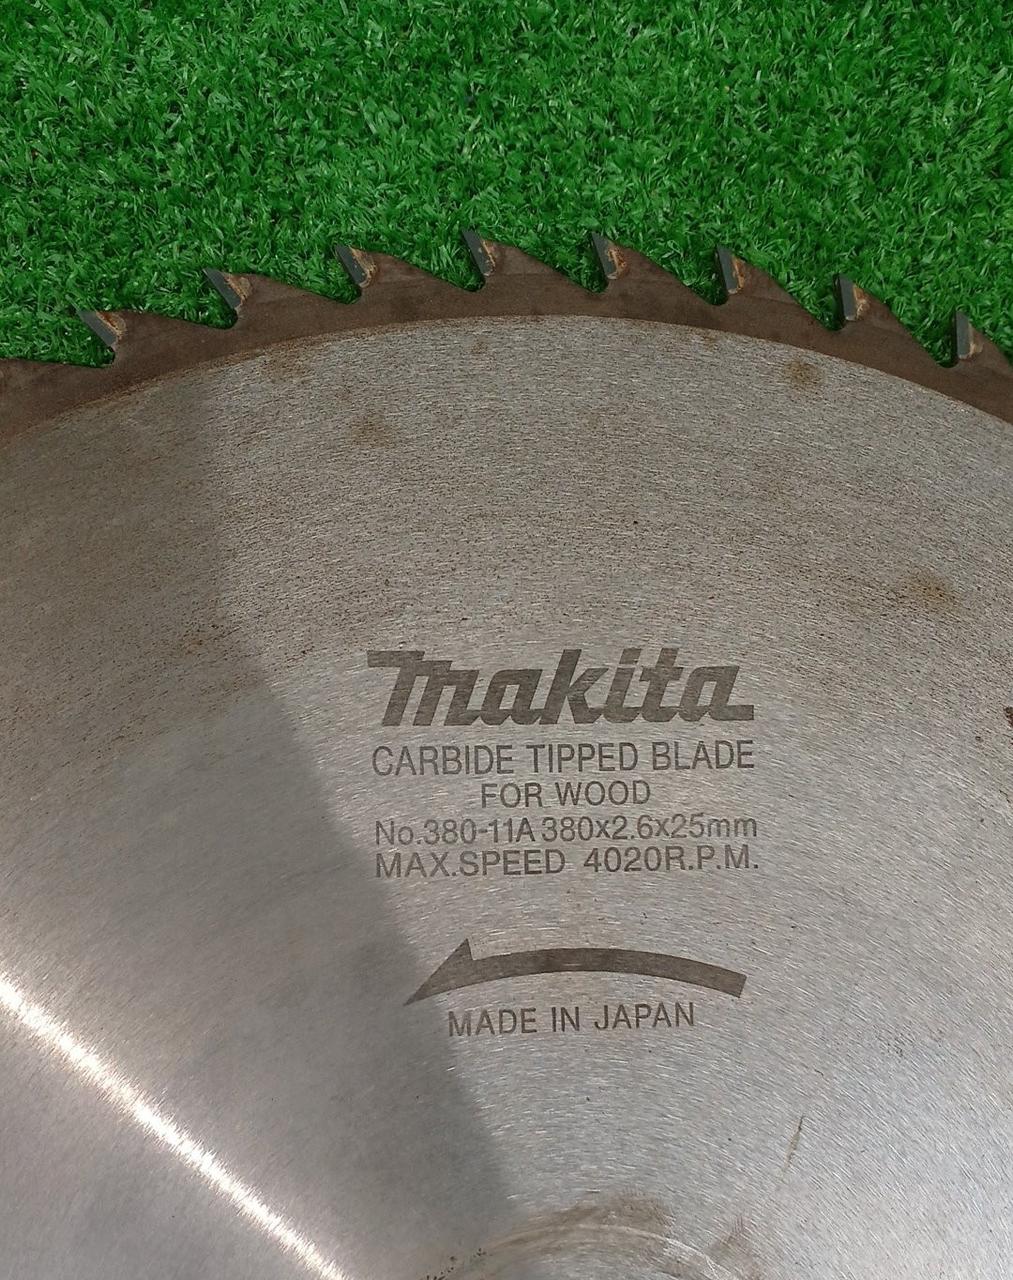 makita
CARBIDE TIPPED BLADE
FOR WOOD
No.380-11A 380x2.6x25mm
MAX.SPEED 4020R.P.M.
MADE IN JAPAN